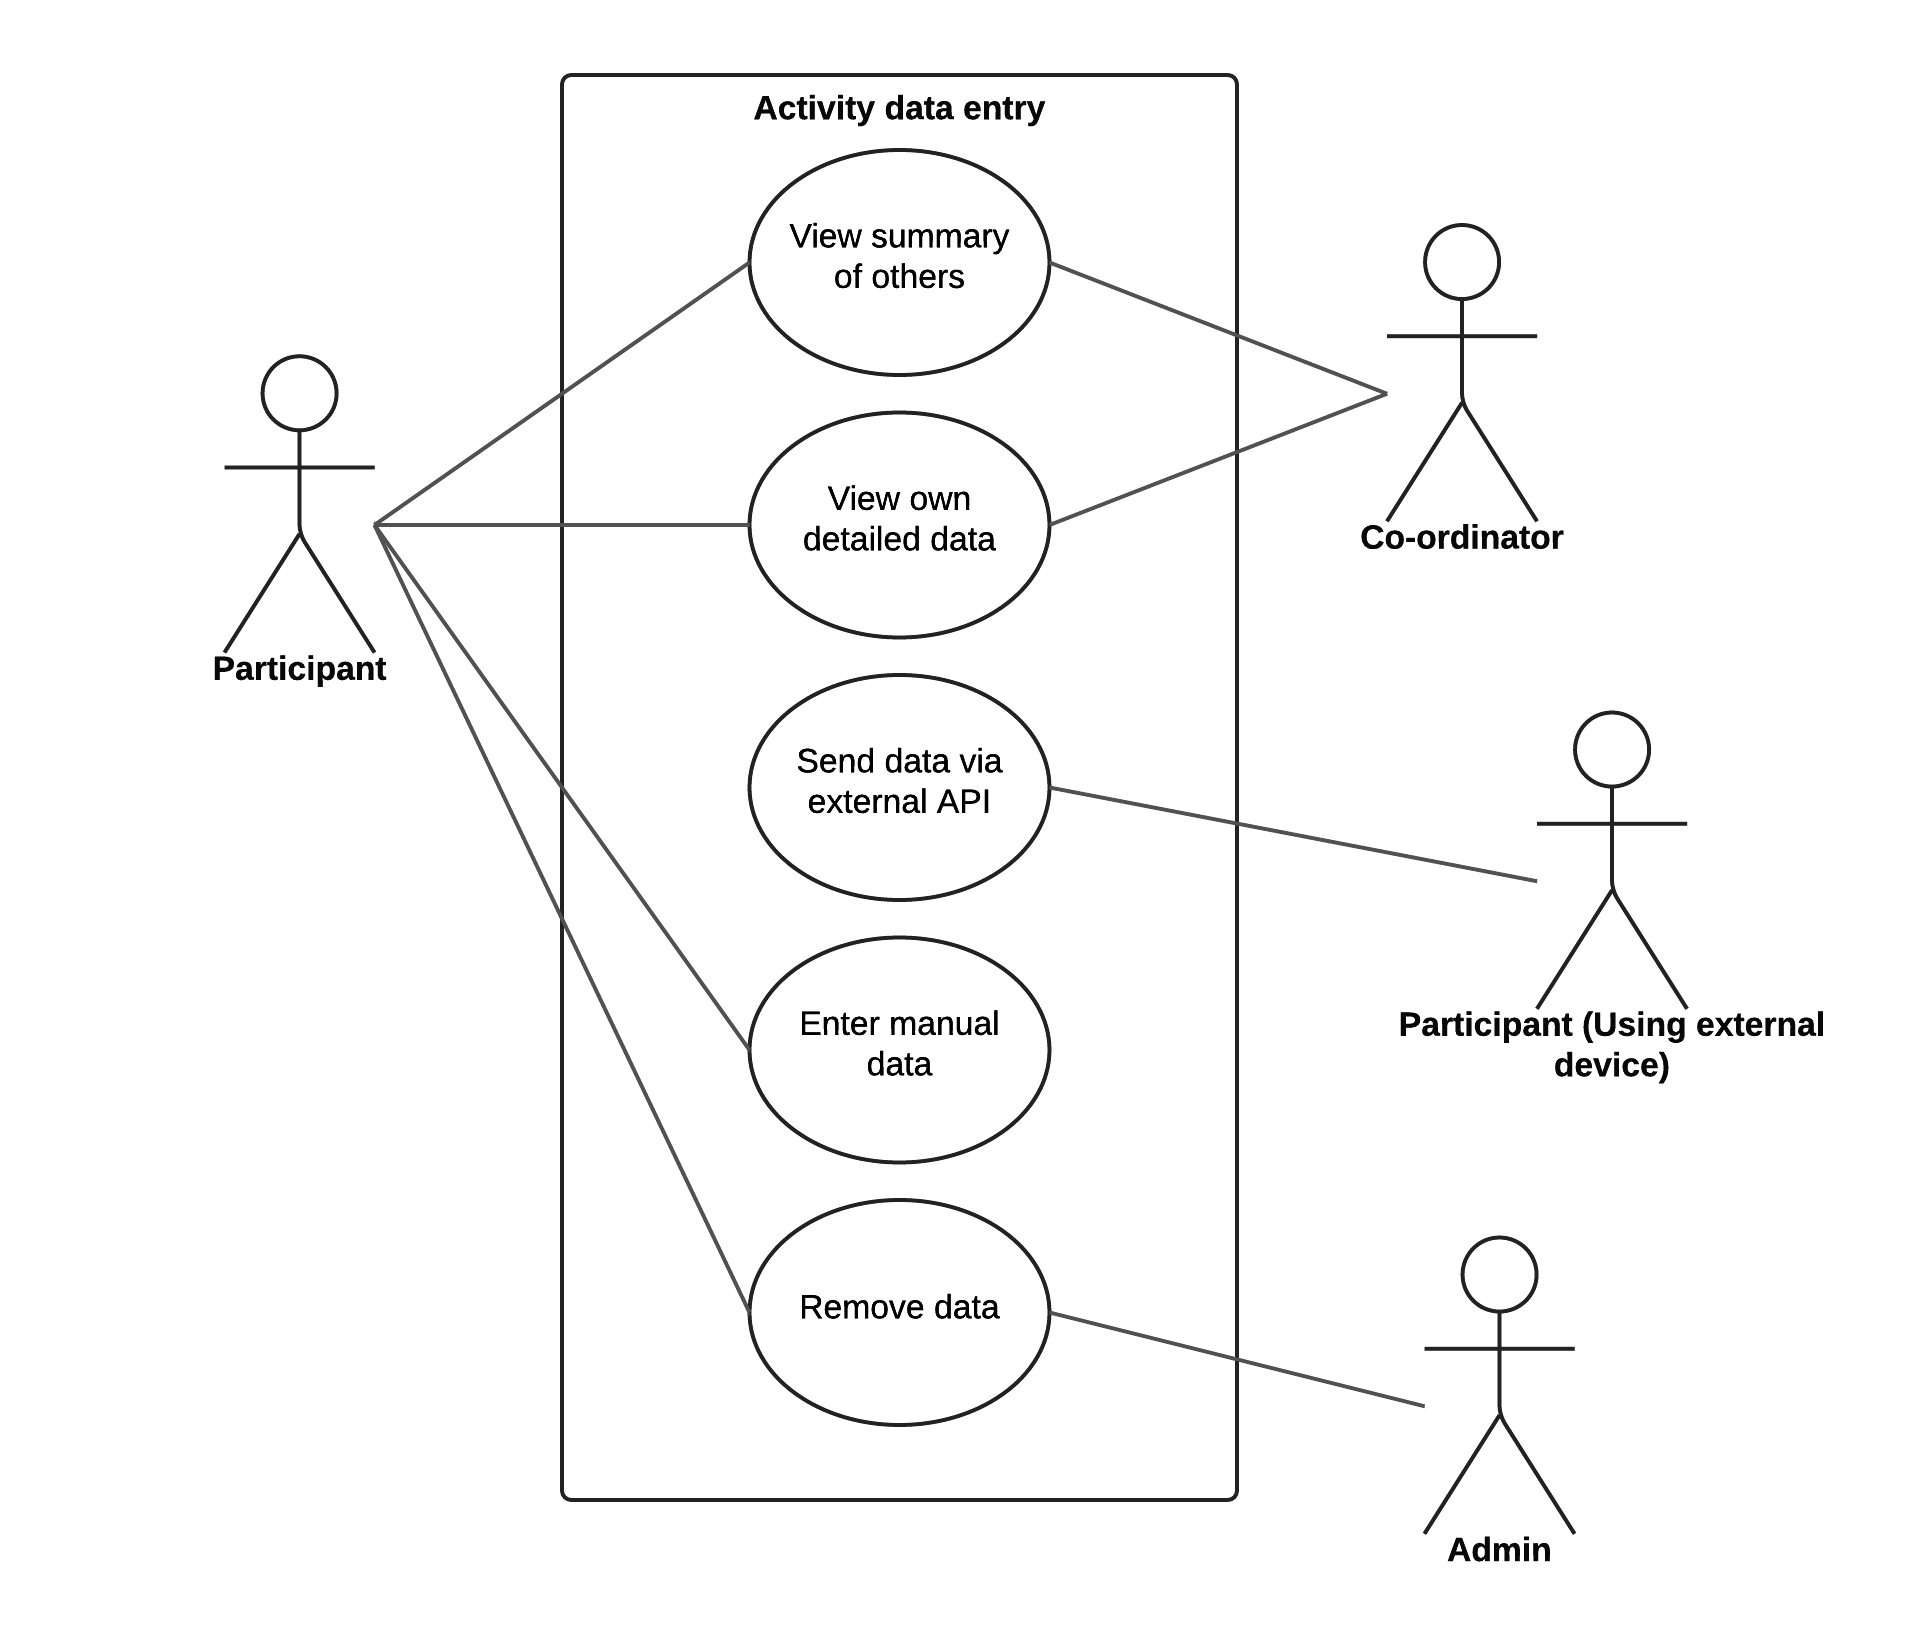 Activity data entry
View summary
of others
View own
detailed data
Send data via
external API
Enter manual
data
Remove data
Participant
Co-ordinator
Participant (Using external
device)
Admin